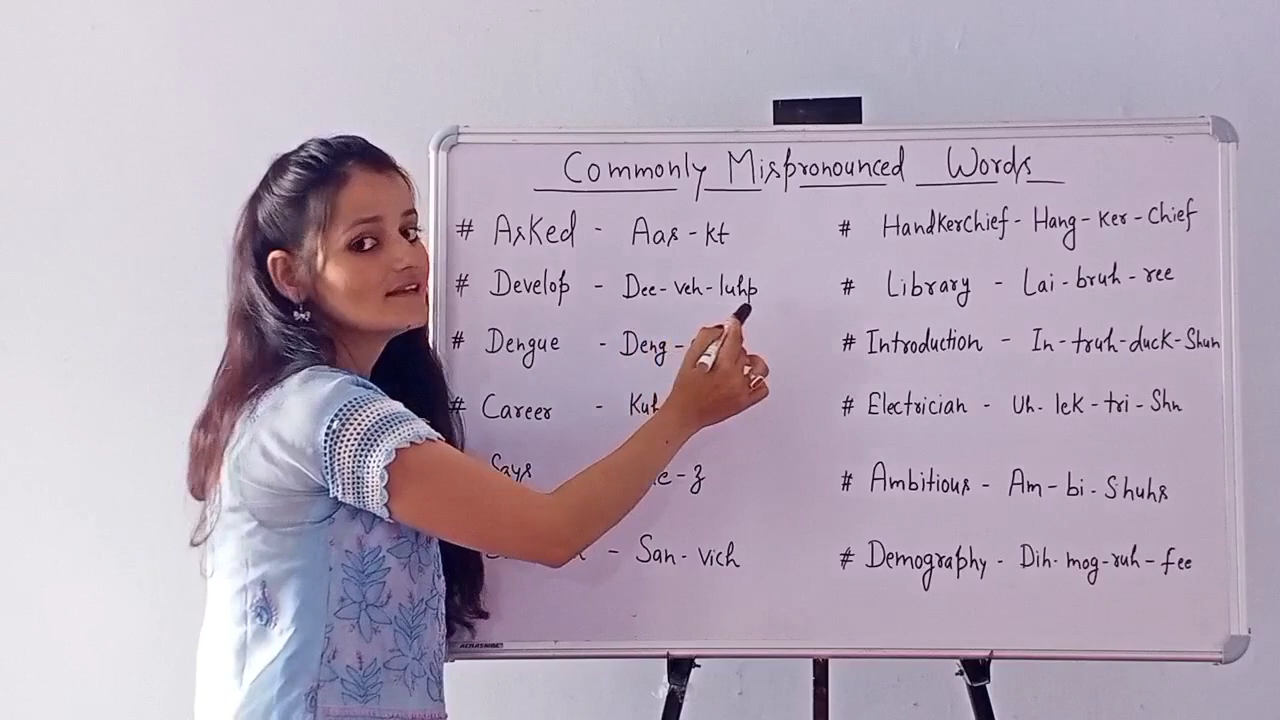 Commonly Mispronounced Words
# Asked - Aas-kt
# Develop - Dee-veh-luhp
# Dengue - Deng-
# Career - Kuh
Says e-z
- San-vich
# HandkerChief - Hang-ker-Chief
# Library - Lai-bruh-ree
# Introduction - In-truh-duck-Shun
# Electrician - Uh-lek-tri-Shn
# Ambitious - Am-bi-Shuhs
# Demography - Dih-mog-ruh-fee